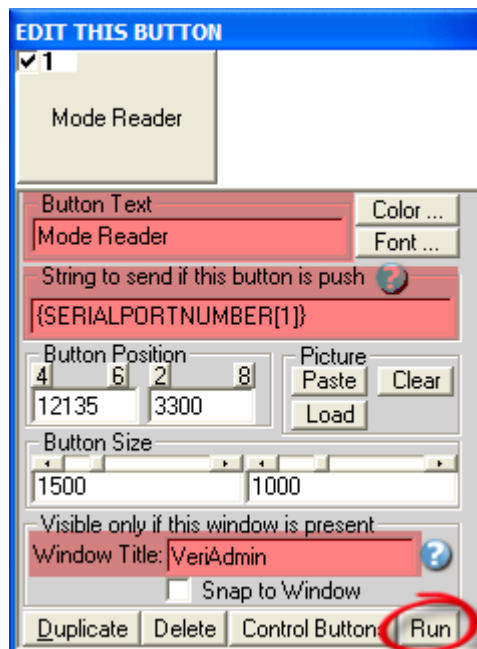 EDIT THIS BUTTON
1
Mode Reader
Button Text
Color ...
Mode Reader
Font ...
String to send if this button is push ?
{SERIALPORTNUMBER[1]}
Button Position
Picture
4 6 2 8
Paste Clear
12135 3300
Load
Button Size
1500 1000
Visible only if this window is present
Window Title: VeriAdmin ?
Snap to Window
Duplicate Delete Control Buttons Run